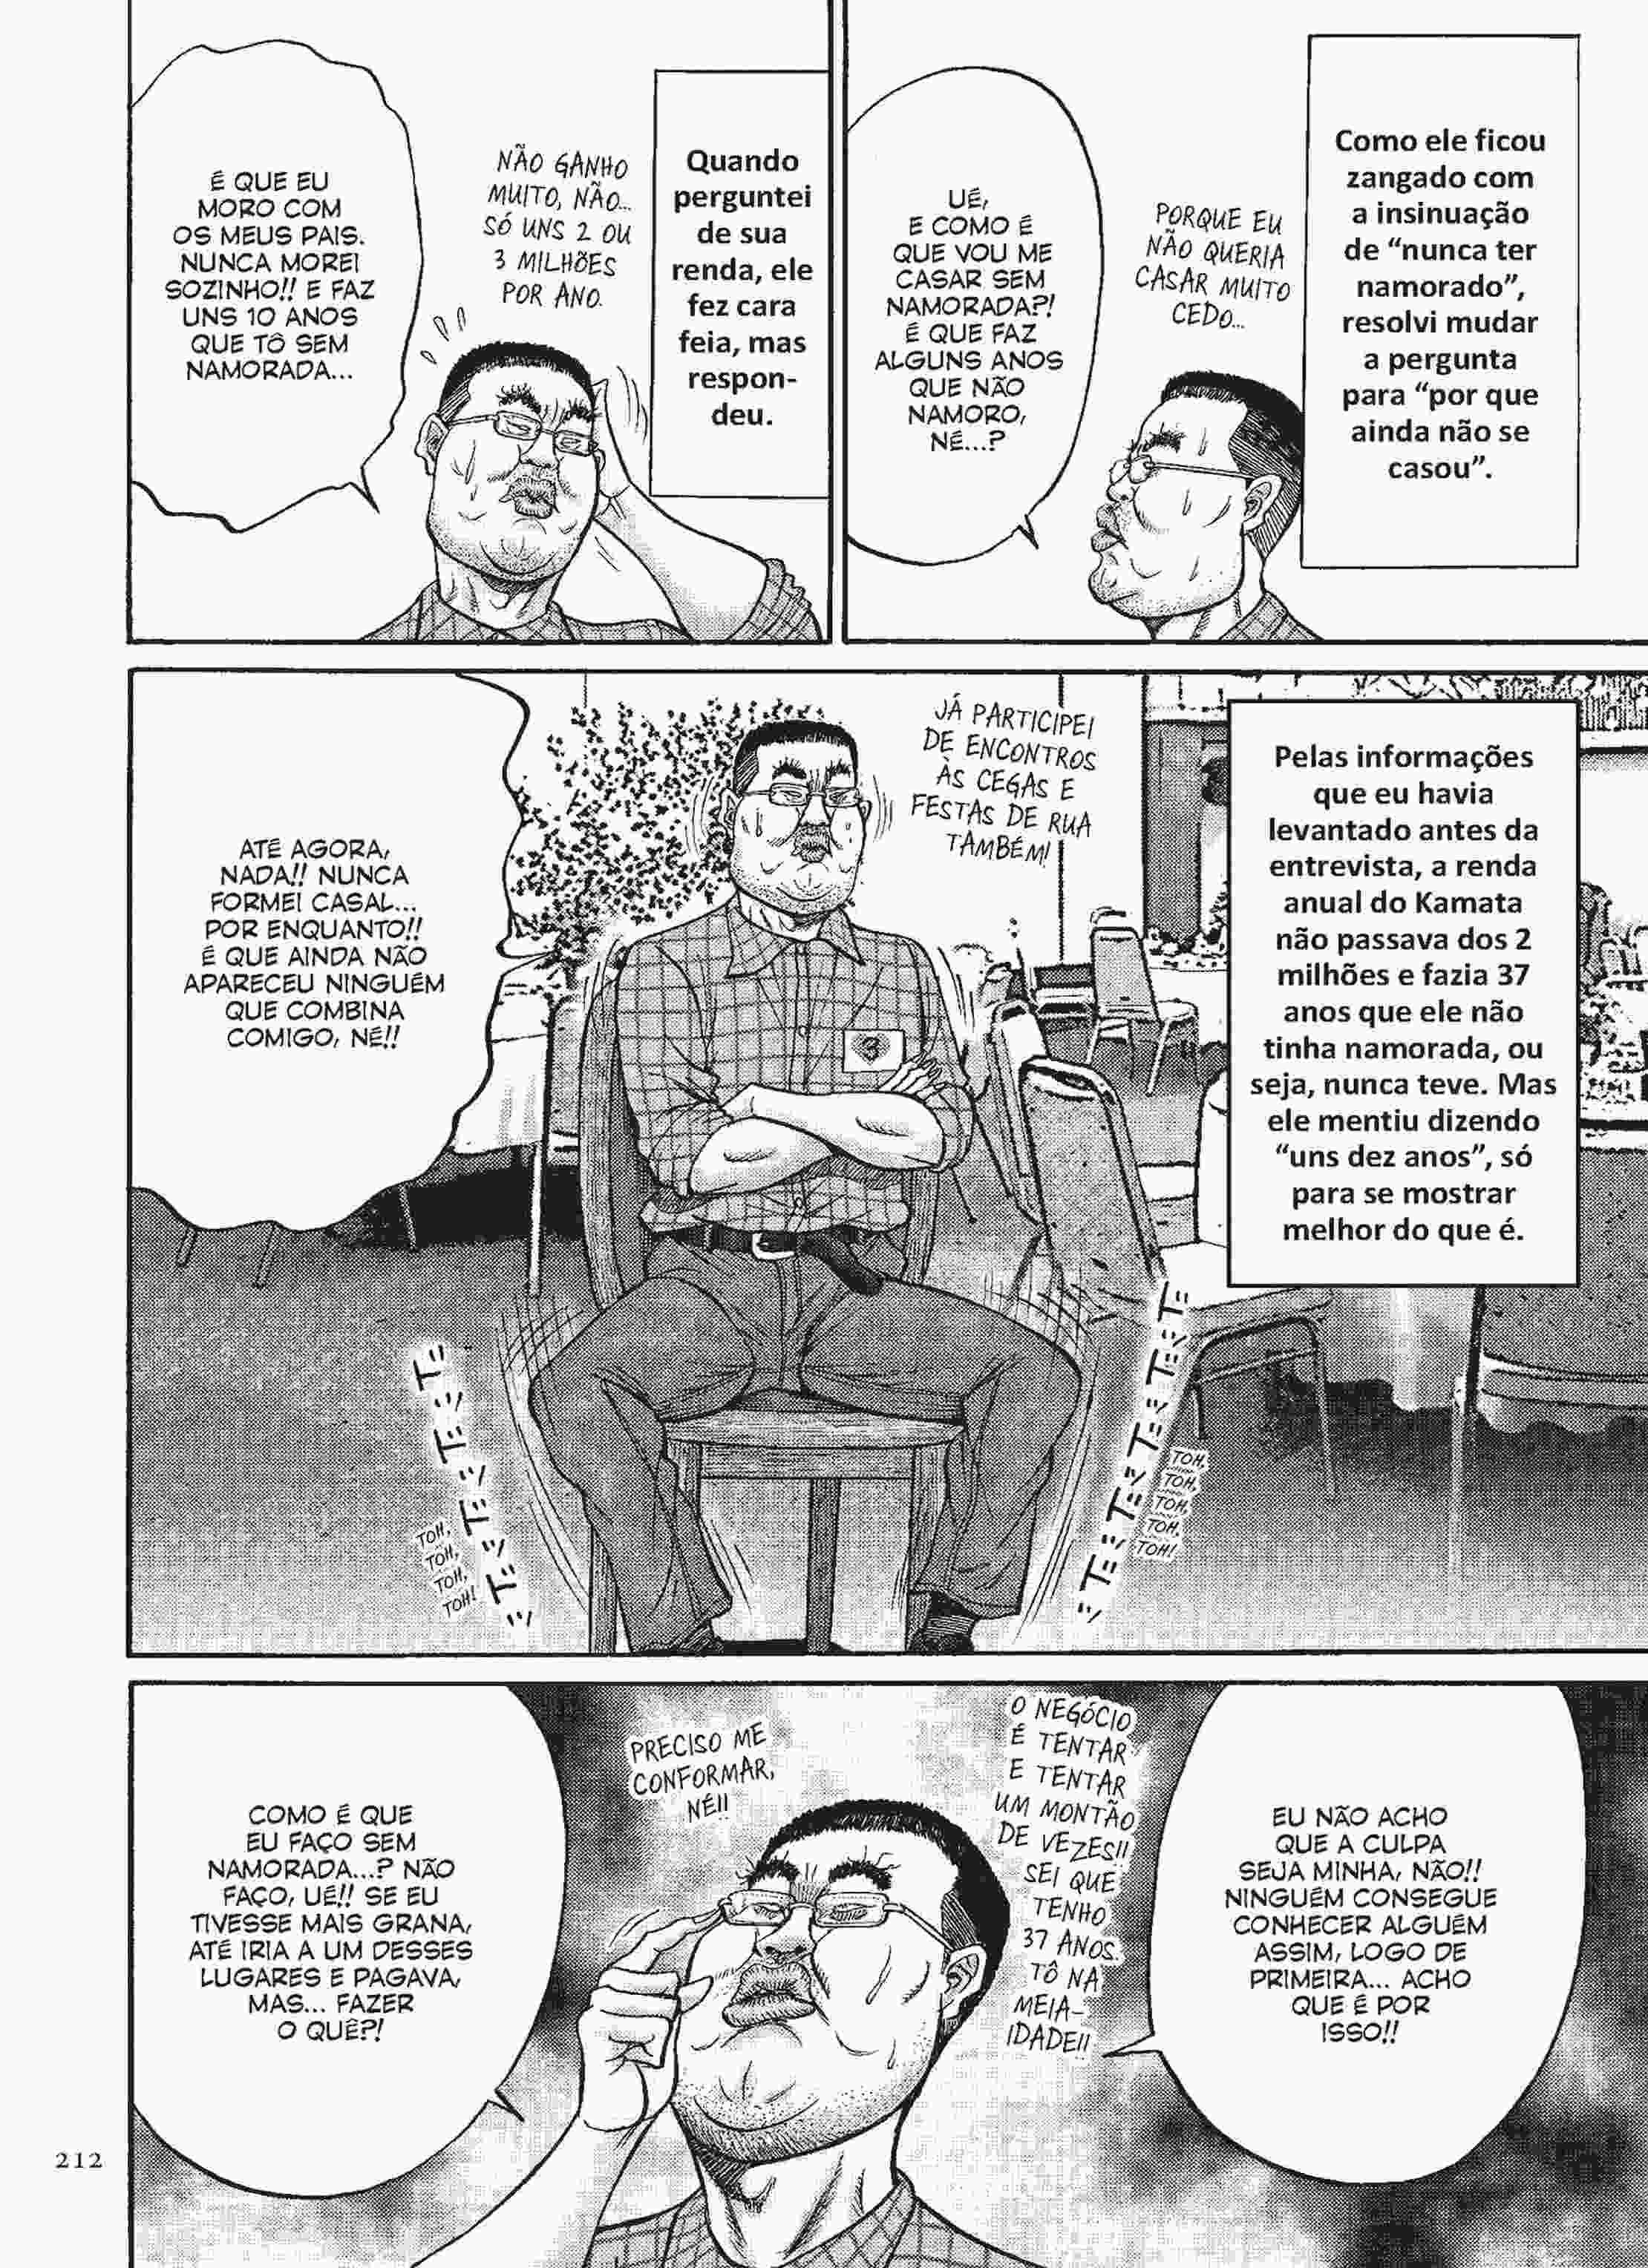 Como ele ficou
zangado com
a insinuação
de “nunca ter
namorado”,
resolvi mudar
a pergunta
para “por que
ainda não se
casou”.
PORQUE EU
NÃO QUERIA
CASAR MUITO
CEDO...
UÉ,
E COMO É
QUE VOU ME
CASAR SEM
NAMORADA?!
É QUE FAZ
ALGUNS ANOS
QUE NÃO
NAMORO,
NÉ...?
Quando
perguntei
de sua
renda, ele
fez cara
feia, mas
respon-
deu.
NÃO GANHO
MUITO, NÃO...
SÓ UNS 2 OU
3 MILHÕES
POR ANO.
É QUE EU
MORO COM
OS MEUS PAIS.
NUNCA MOREI
SOZINHO!! E FAZ
UNS 10 ANOS
QUE TÔ SEM
NAMORADA...
Pelas informações
que eu havia
levantado antes da
entrevista, a renda
anual do Kamata
não passava dos 2
milhões e fazia 37
anos que ele não
tinha namorada, ou
seja, nunca teve. Mas
ele mentiu dizendo
“uns dez anos”, só
para se mostrar
melhor do que é.
JÁ PARTICIPEI
DE ENCONTROS
ÀS CEGAS E
FESTAS DE RUA
TAMBÉM!
ATÉ AGORA,
NADA!! NUNCA
FORMEI CASAL...
POR ENQUANTO!!
É QUE AINDA NÃO
APARECEU NINGUÉM
QUE COMBINA
COMIGO, NÉ!!
3
TOH,
TOH,
TOH,
TOH,
TOH!
TOH,
TOH,
TOH,
TOH!
EU NÃO ACHO
QUE A CULPA
SEJA MINHA, NÃO!!
NINGUÉM CONSEGUE
CONHECER ALGUÉM
ASSIM, LOGO DE
PRIMEIRA... ACHO
QUE É POR
ISSO!!
O NEGÓCIO
É TENTAR
E TENTAR
UM MONTÃO
DE VEZES!!
SEI QUE
TENHO
37 ANOS.
TÔ NA
MEIA-
IDADE!!
PRECISO ME
CONFORMAR,
NÉ!!
COMO É QUE
EU FAÇO SEM
NAMORADA...? NÃO
FAÇO, UÉ!! SE EU
TIVESSE MAIS GRANA,
ATÉ IRIA A UM DESSES
LUGARES E PAGAVA,
MAS... FAZER
O QUÊ?!
212